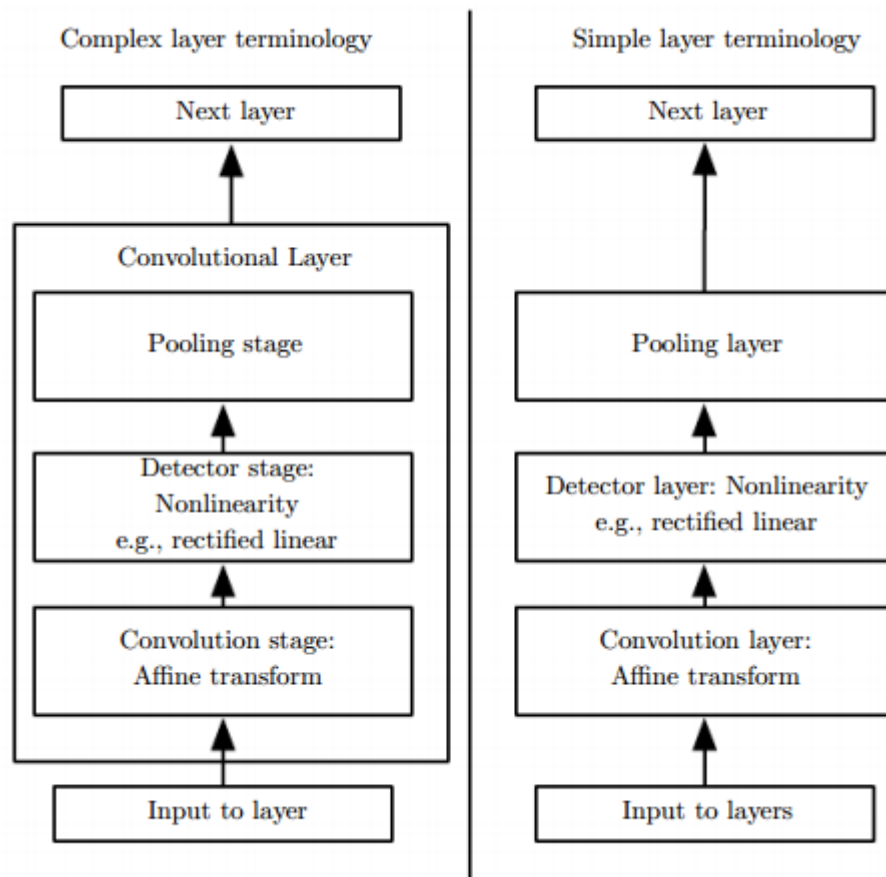 Complex layer terminology
Next layer
Convolutional Layer
Pooling stage
Detector stage:
Nonlinearity
e.g., rectified linear
Convolution stage:
Affine transform
Input to layer
Simple layer terminology
Next layer
Pooling layer
Detector layer: Nonlinearity
e.g., rectified linear
Convolution layer:
Affine transform
Input to layers